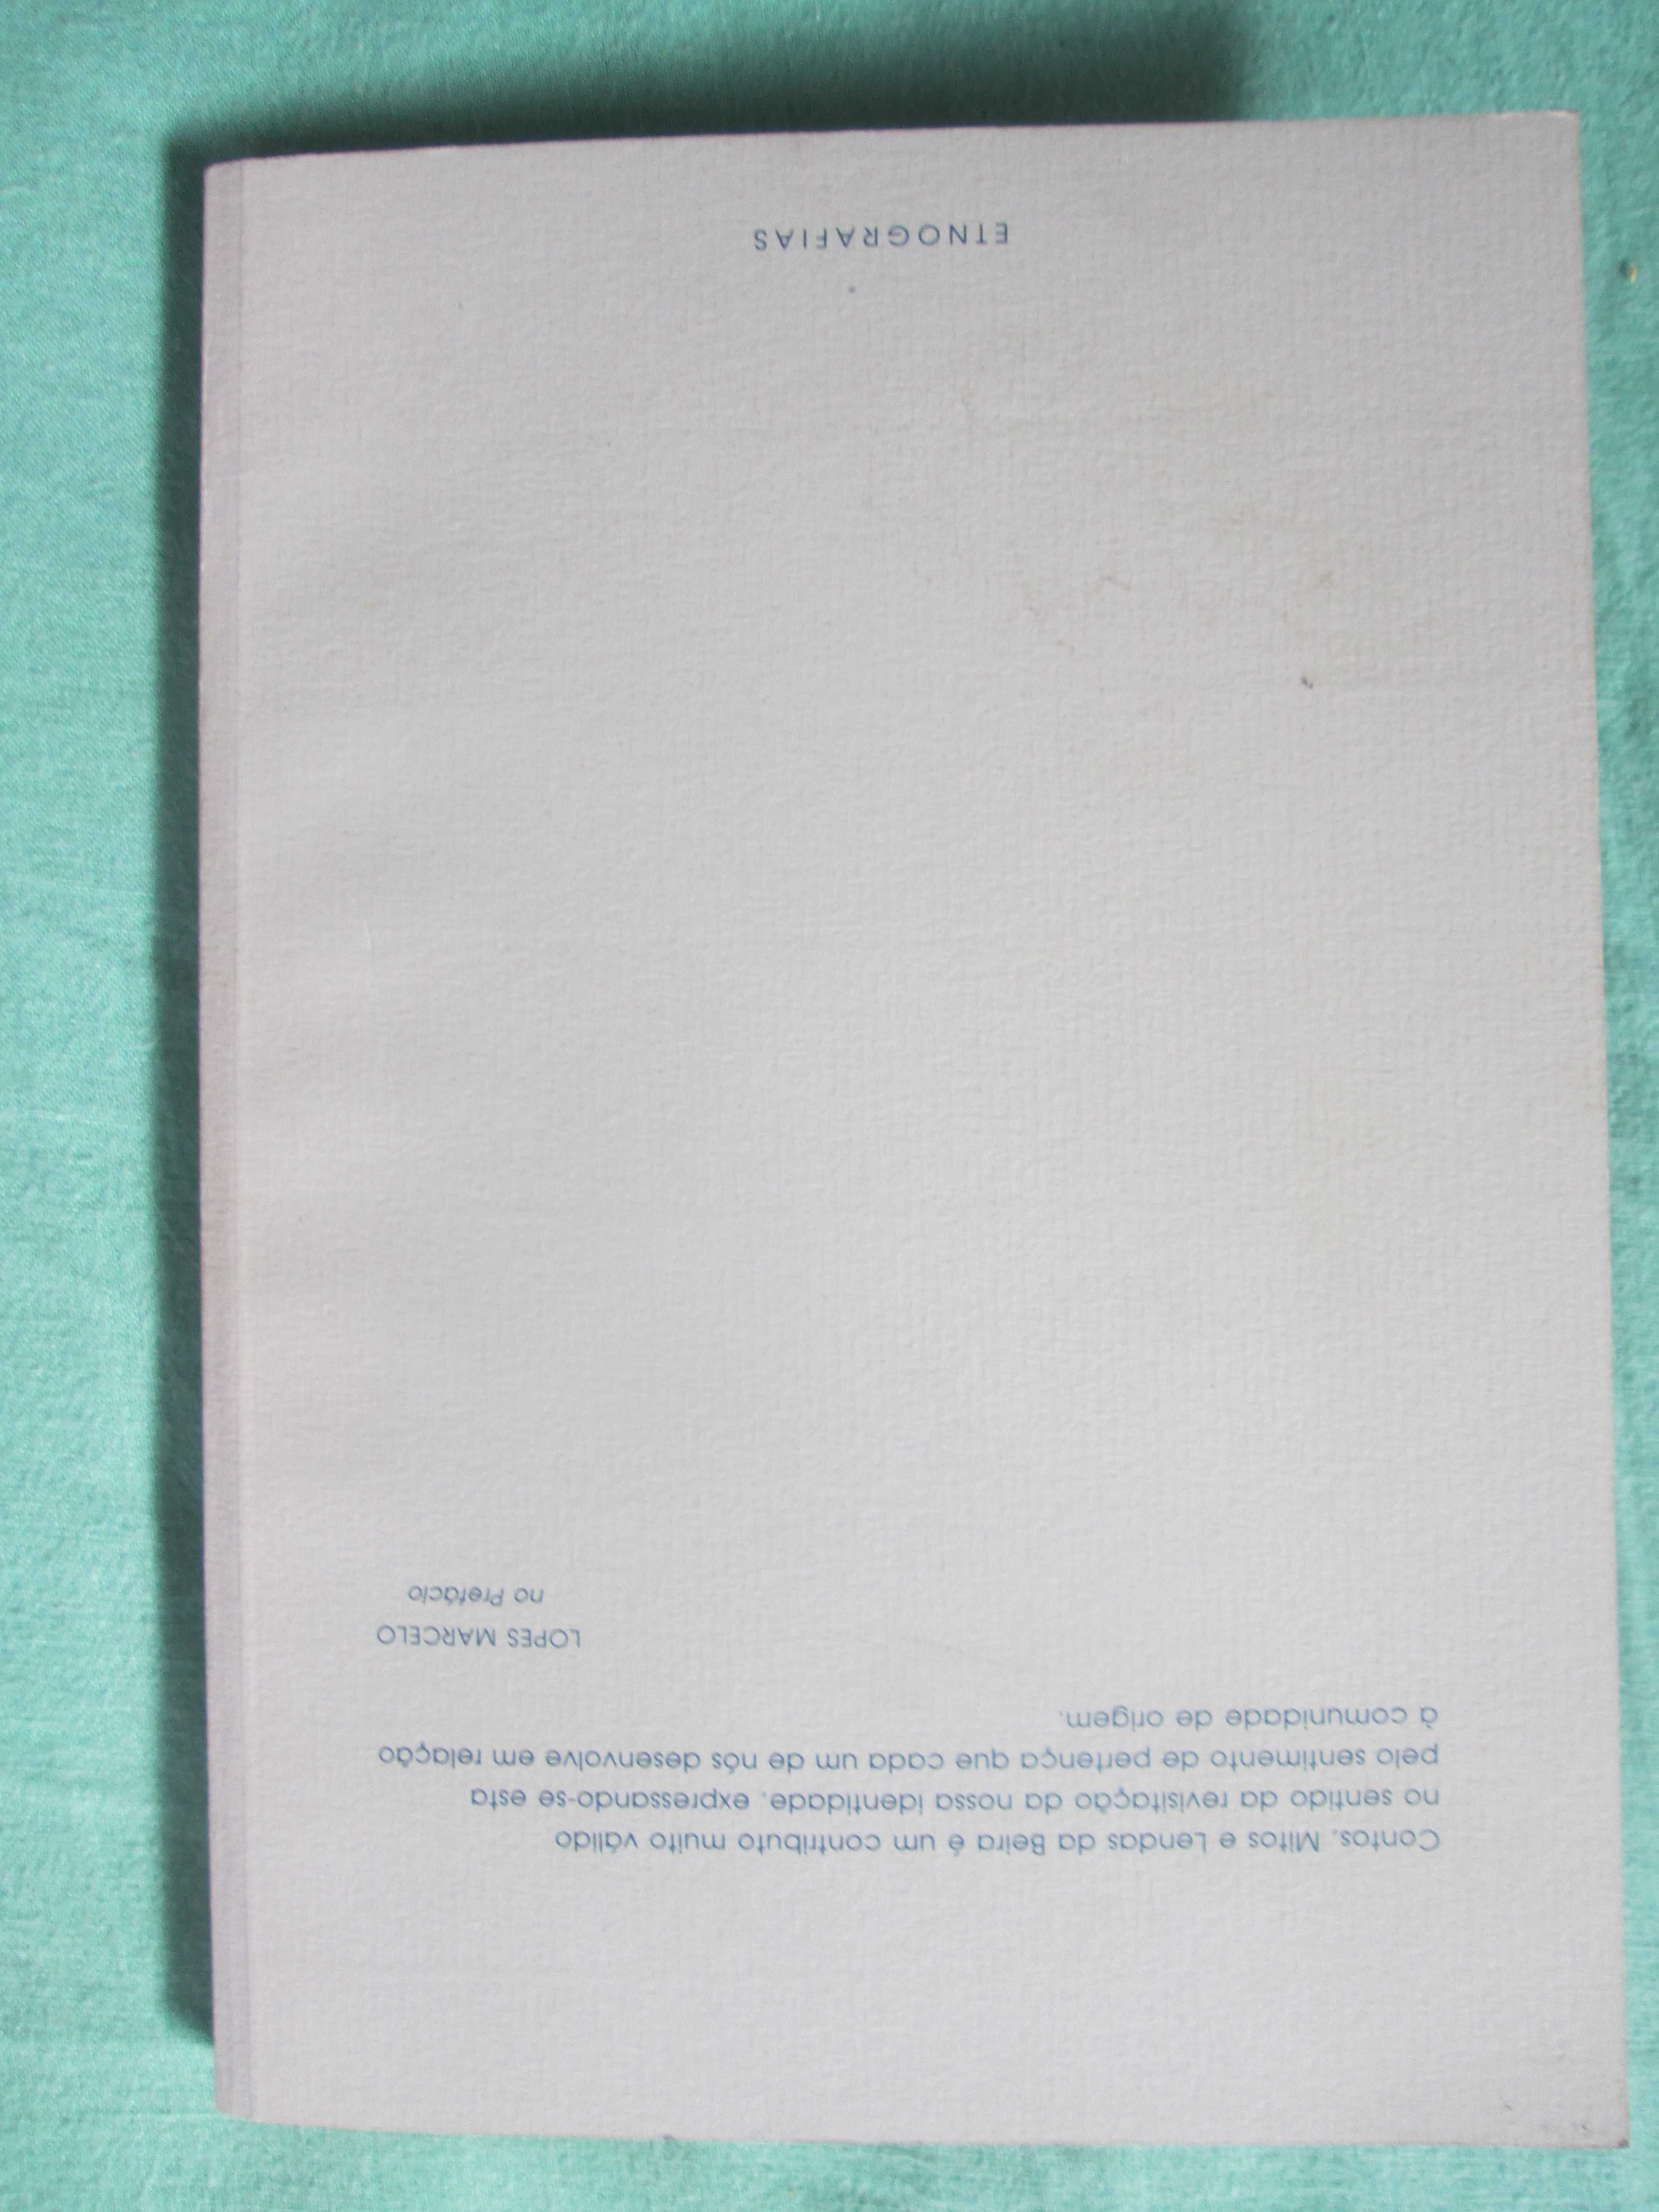 Contos, Mitos e Lendas da Beira é um contributo muito válido
no sentido da revisitação da nossa identidade, expressando-se esta
pelo sentimento de pertença que cada um de nós desenvolve em relação
à comunidade de origem.
LOPES MARCELO
no Prefácio
ETNOGRAFIAS